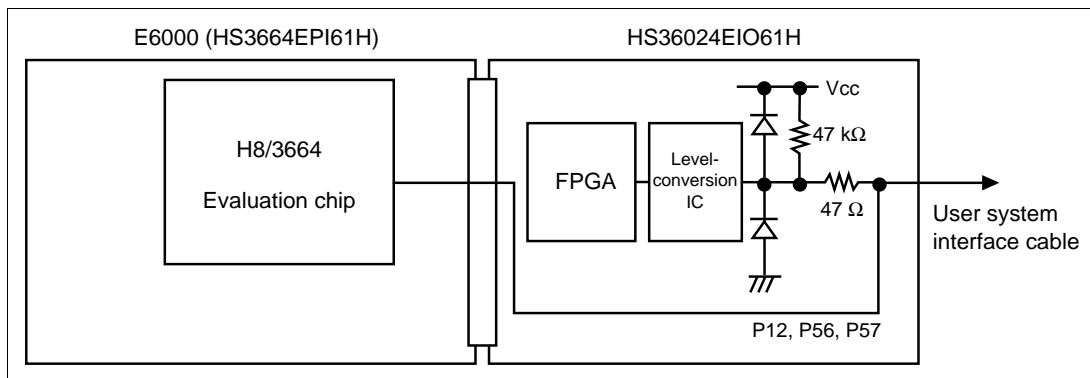 E6000 (HS3664EPI61H)
HS36024EIO61H
H8/3664
Evaluation chip
FPGA
Level-
conversion
IC
Vcc
47 kΩ
47 Ω
User system
interface cable
P12, P56, P57